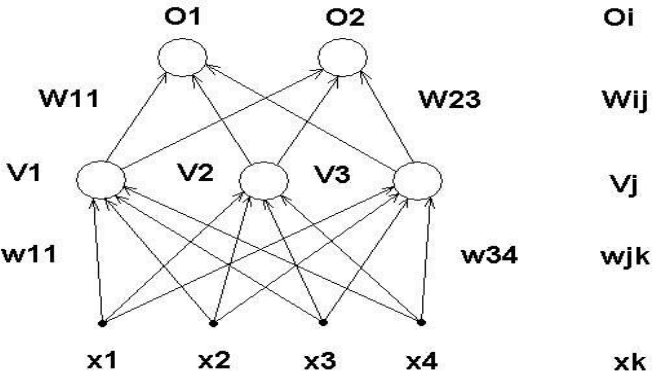 O1 O2 Oi
W11 W23 Wij
V1 V2 V3 Vj
w11 w34 wjk
x1 x2 x3 x4 xk